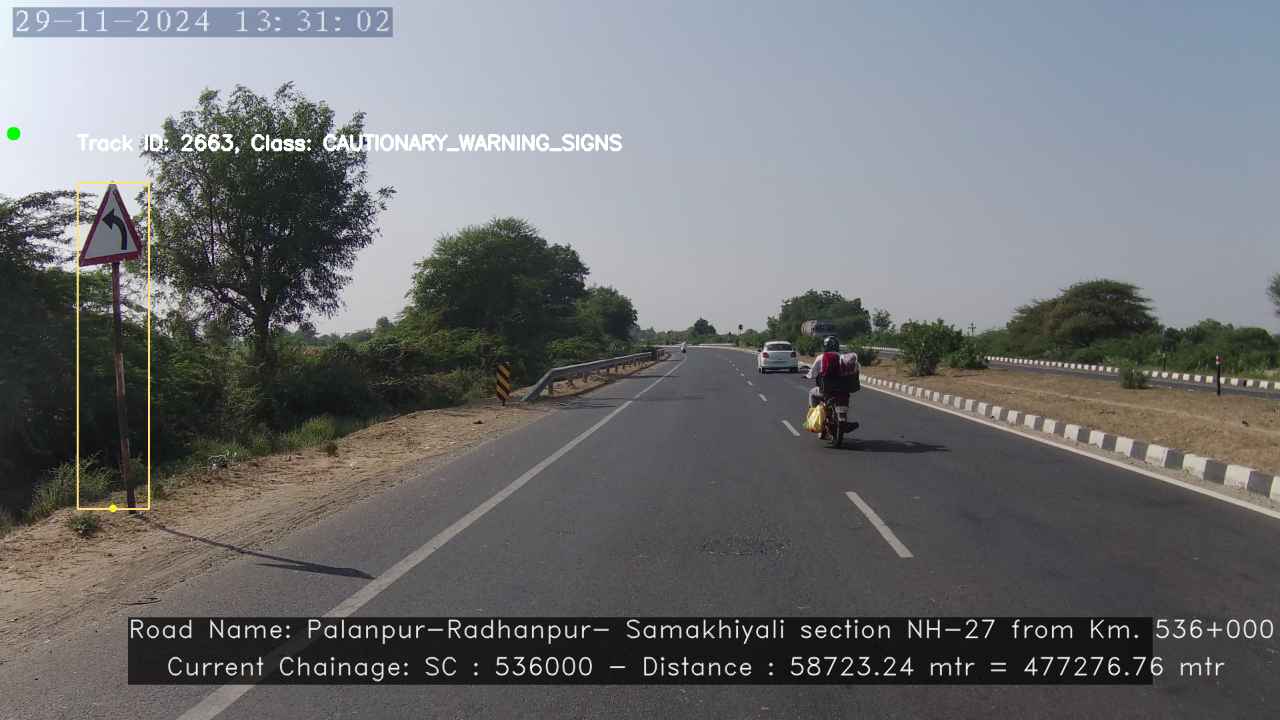 29-11-2024 13:31:02
Track ID: 2663, Class: CAUTIONARY_WARNING_SIGNS
Road Name: Palanpur-Radhanpur- Samakhiyali section NH-27 from Km. 536+000
Current Chainage: SC : 536000 - Distance : 58723.24 mtr = 477276.76 mtr